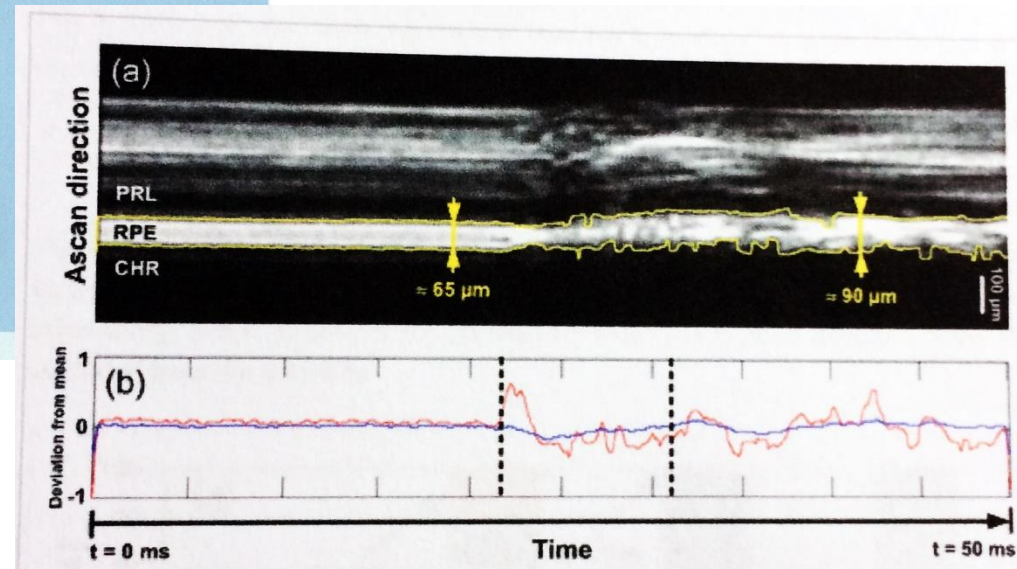 (a)
Ascan direction
PRL
RPE
CHR
≈ 65 µm
≈ 90 µm
100 µm
(b)
Deviation from mean
1
0
-1
t = 0 ms
Time
t = 50 ms